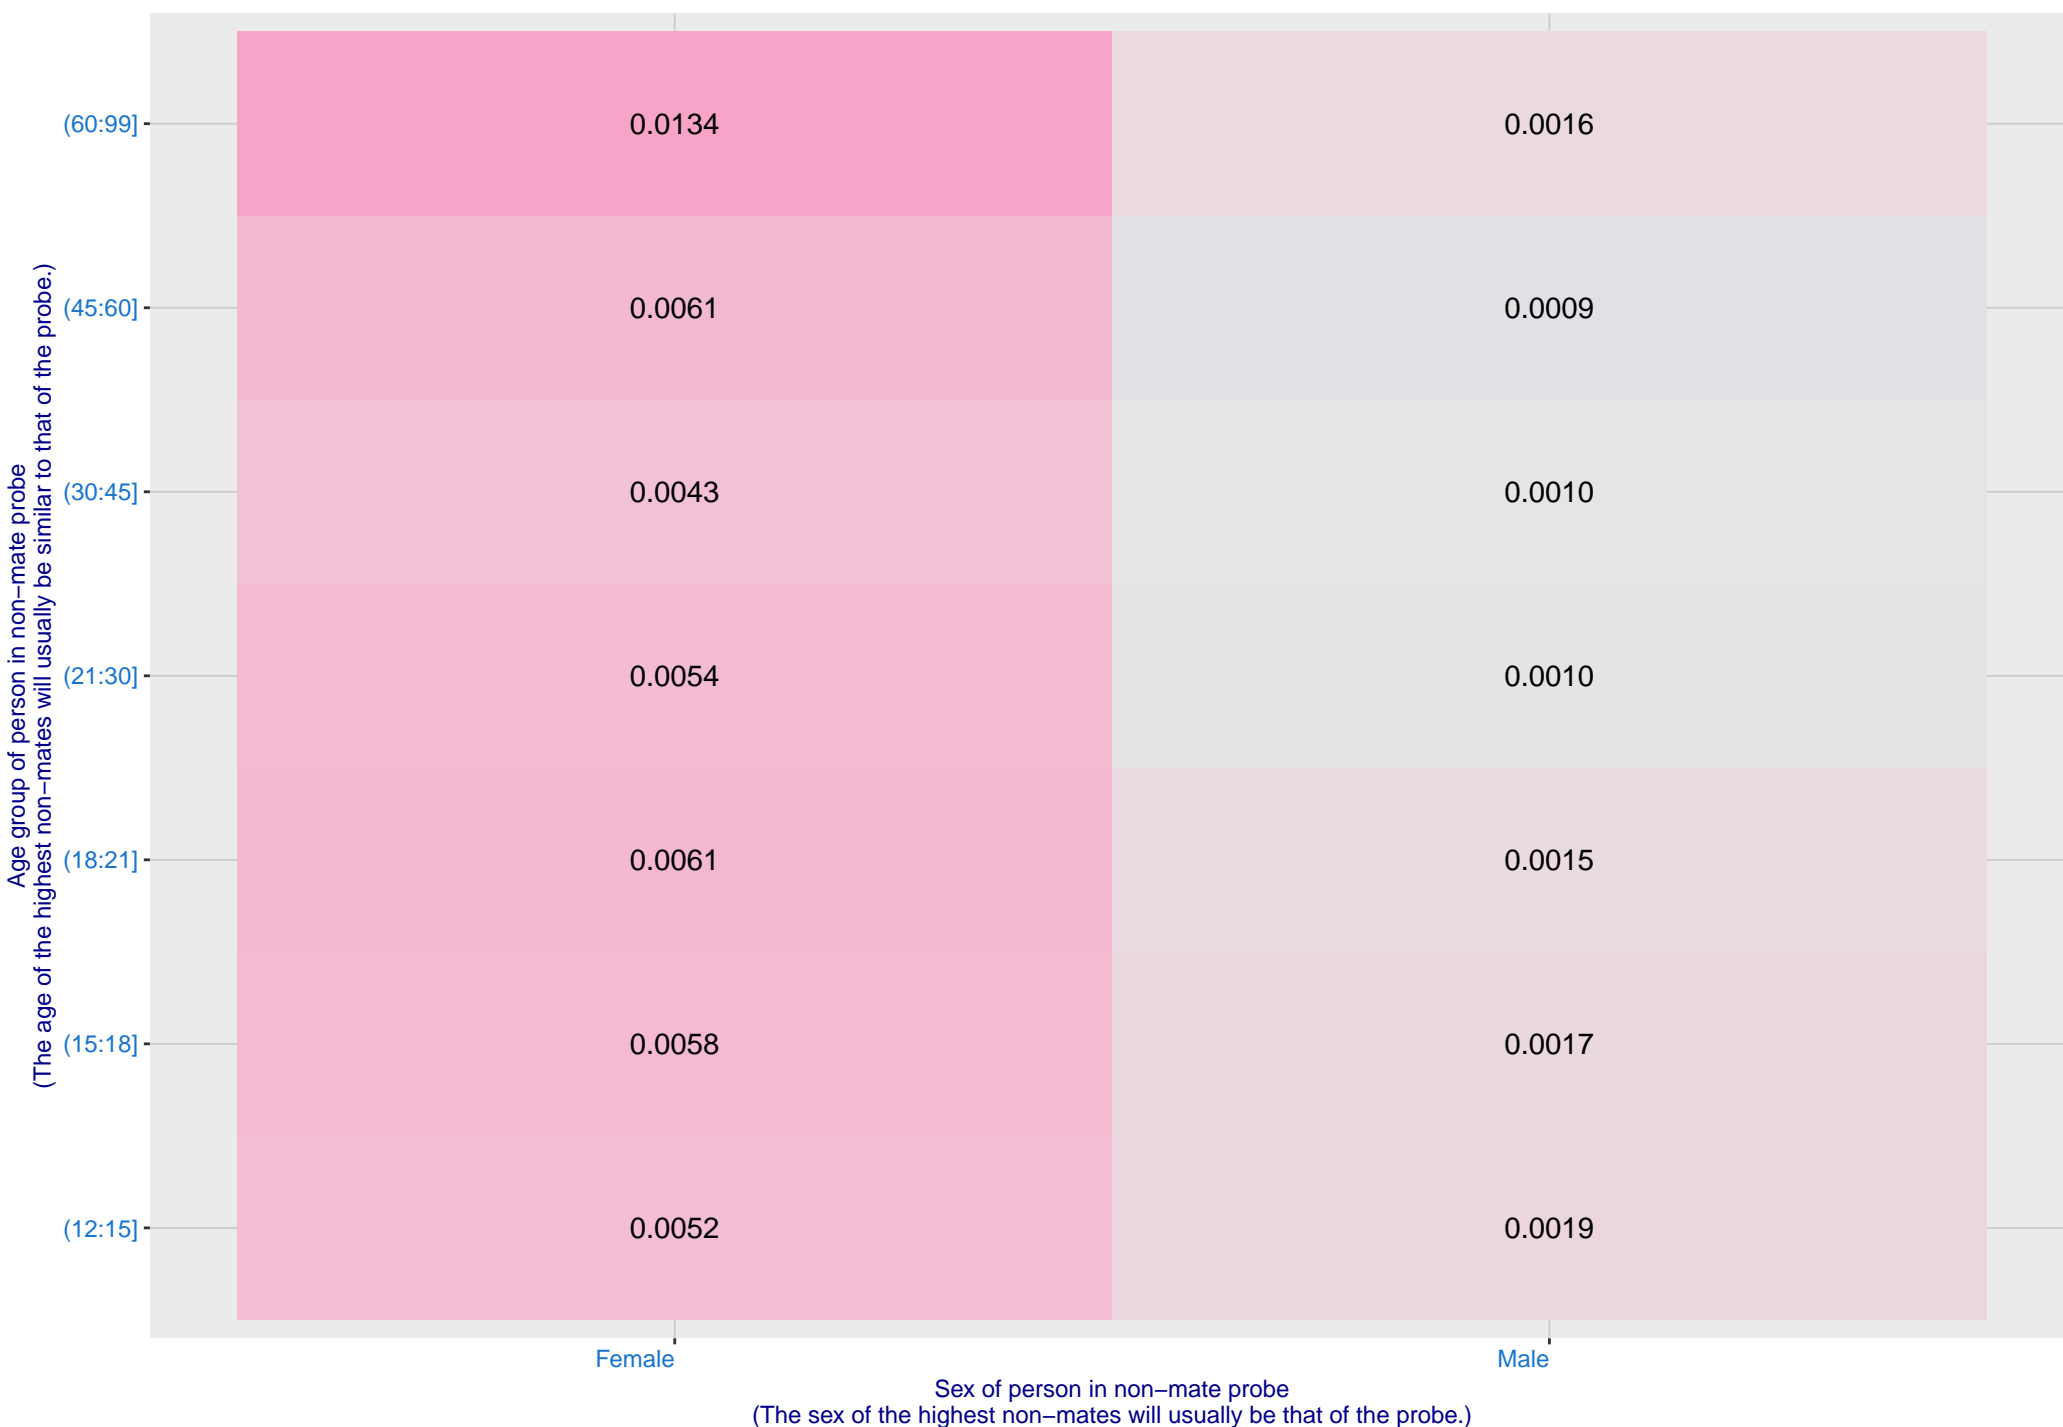 Age group of person in non−mate probe
(The age of the highest non−mates will usually be similar to that of the probe.)
(60:99] 0.0134 0.0016
(45:60] 0.0061 0.0009
(30:45] 0.0043 0.0010
(21:30] 0.0054 0.0010
(18:21] 0.0061 0.0015
(15:18] 0.0058 0.0017
(12:15] 0.0052 0.0019
Female Male
Sex of person in non−mate probe
(The sex of the highest non−mates will usually be that of the probe.)